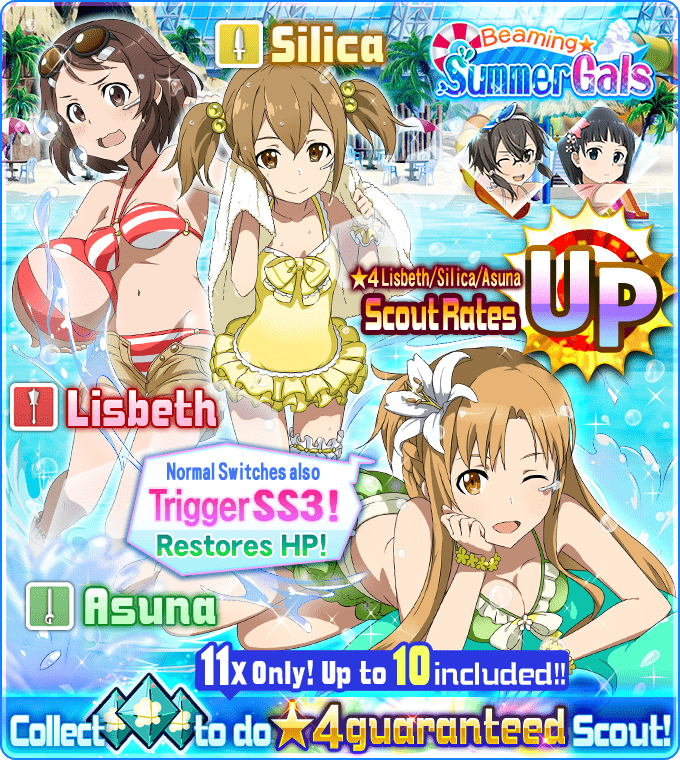 Silica
Beaming★
Summer Gals
★4 Lisbeth/Silica/Asuna
Scout Rates
UP
Lisbeth
Normal Switches also
Trigger SS3!
Restores HP!
Asuna
11x Only! Up to 10 included!!
Collect to do ★4 guaranteed Scout!